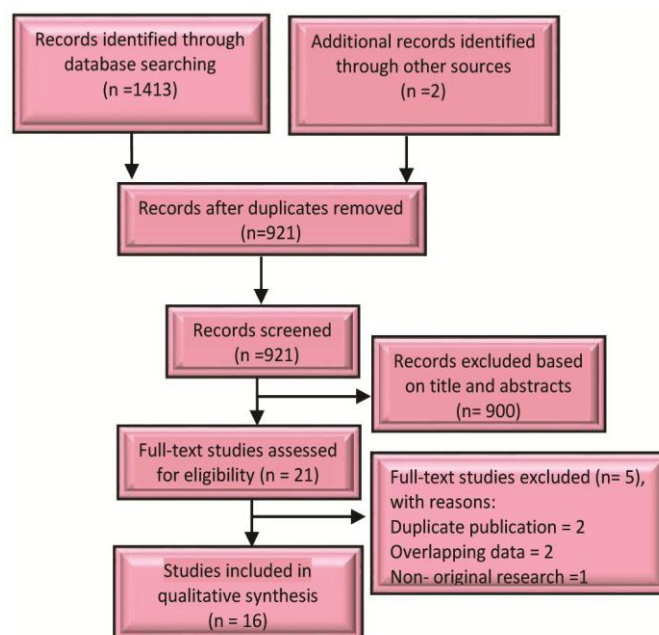 Records identified through
database searching
(n =1413)
Additional records identified
through other sources
(n =2)
Records after duplicates removed
(n=921)
Records screened
(n =921)
Records excluded based
on title and abstracts
(n= 900)
Full-text studies assessed
for eligibility (n = 21)
Full-text studies excluded (n= 5),
with reasons:
Duplicate publication = 2
Overlapping data = 2
Non- original research =1
Studies included in
qualitative synthesis
(n = 16)